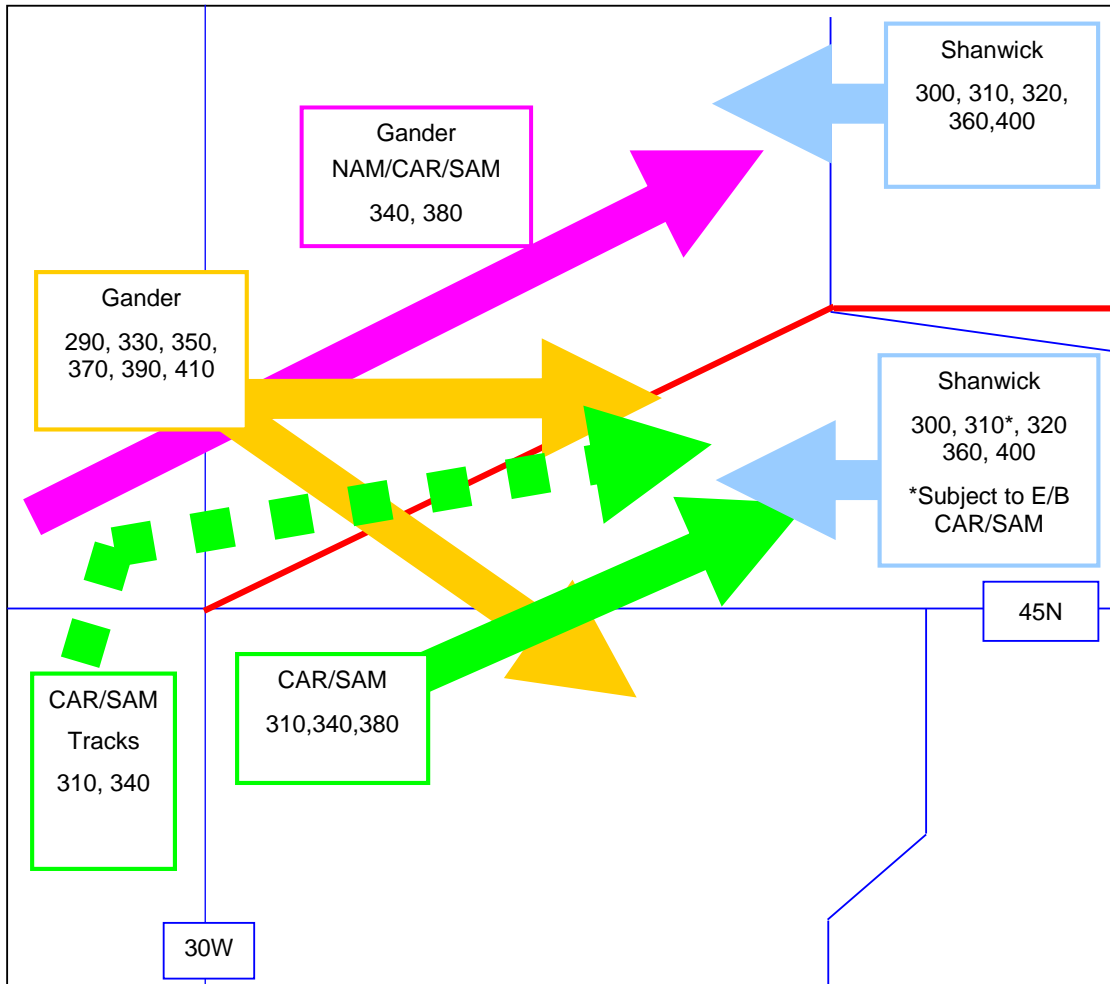 Shanwick
300, 310, 320,
360,400
Gander
NAM/CAR/SAM
340, 380
Gander
290, 330, 350,
370, 390, 410
Shanwick
300, 310*, 320
360, 400
*Subject to E/B
CAR/SAM
45N
CAR/SAM
310,340,380
CAR/SAM
Tracks
310, 340
30W